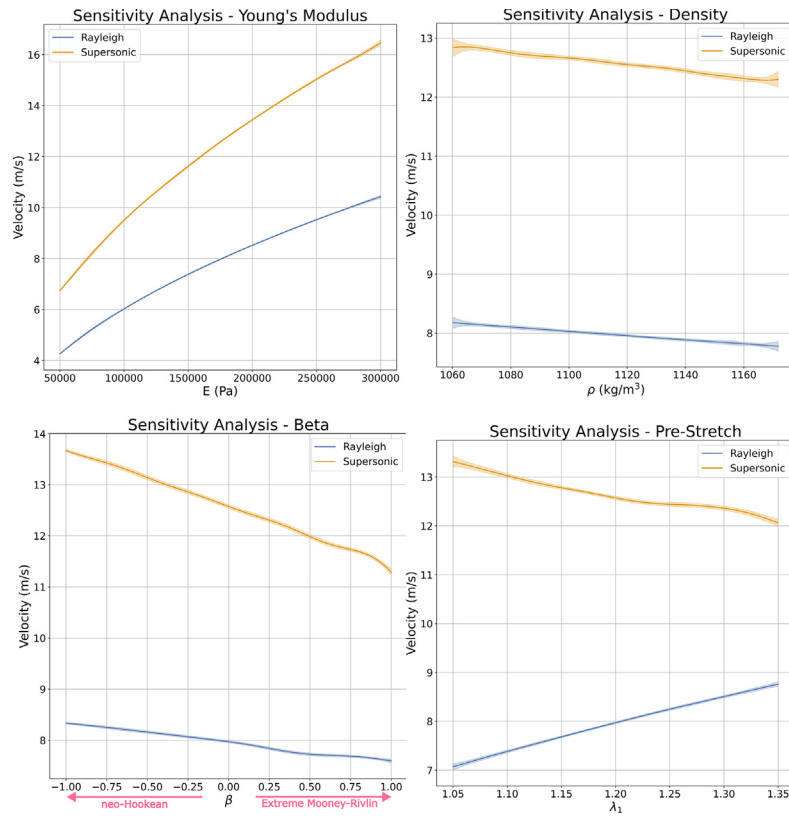 Sensitivity Analysis - Young's Modulus
Rayleigh
Supersonic
16
14
12
10
8
6
4
Velocity (m/s)
50000 100000 150000 200000 250000 300000
E (Pa)
Sensitivity Analysis - Density
Rayleigh
Supersonic
13
12
11
10
9
8
Velocity (m/s)
1060 1080 1100 1120 1140 1160
ρ (kg/m³)
Sensitivity Analysis - Beta
Rayleigh
Supersonic
14
13
12
11
10
9
8
Velocity (m/s)
−1.00 −0.75 −0.50 −0.25 0.00 0.25 0.50 0.75 1.00
neo-Hookean β Extreme Mooney-Rivlin
Sensitivity Analysis - Pre-Stretch
Rayleigh
Supersonic
13
12
11
10
9
8
7
Velocity (m/s)
1.05 1.10 1.15 1.20 1.25 1.30 1.35
λ₁